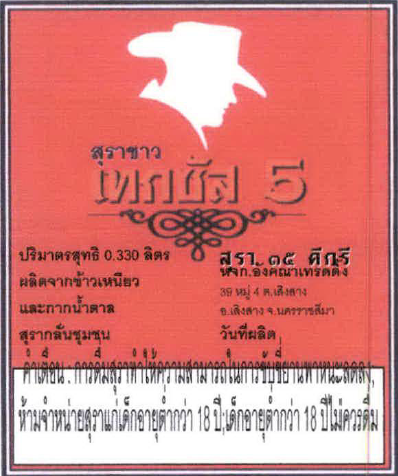 สุราขาว
เทกซัส 5
ปริมาตรสุทธิ 0.330 ลิตร
สุรา ๓๕ ดีกรี
ผลิตจากข้าวเหนียว
หจก.องคณาเทรดดิ้ง
และกากน้ำตาล
39 หมู่ 4 ต.เสิงสาง
สุรากลั่นชุมชน
อ.เสิงสาง จ.นครราชสีมา
วันที่ผลิต
คำเตือน : การดื่มสุราทำให้ความสามารถในการขับขี่ยานพาหนะลดลง,
ห้ามจำหน่ายสุราแก่เด็กอายุต่ำกว่า 18 ปี;เด็กอายุต่ำกว่า 18 ปีไม่ควรดื่ม